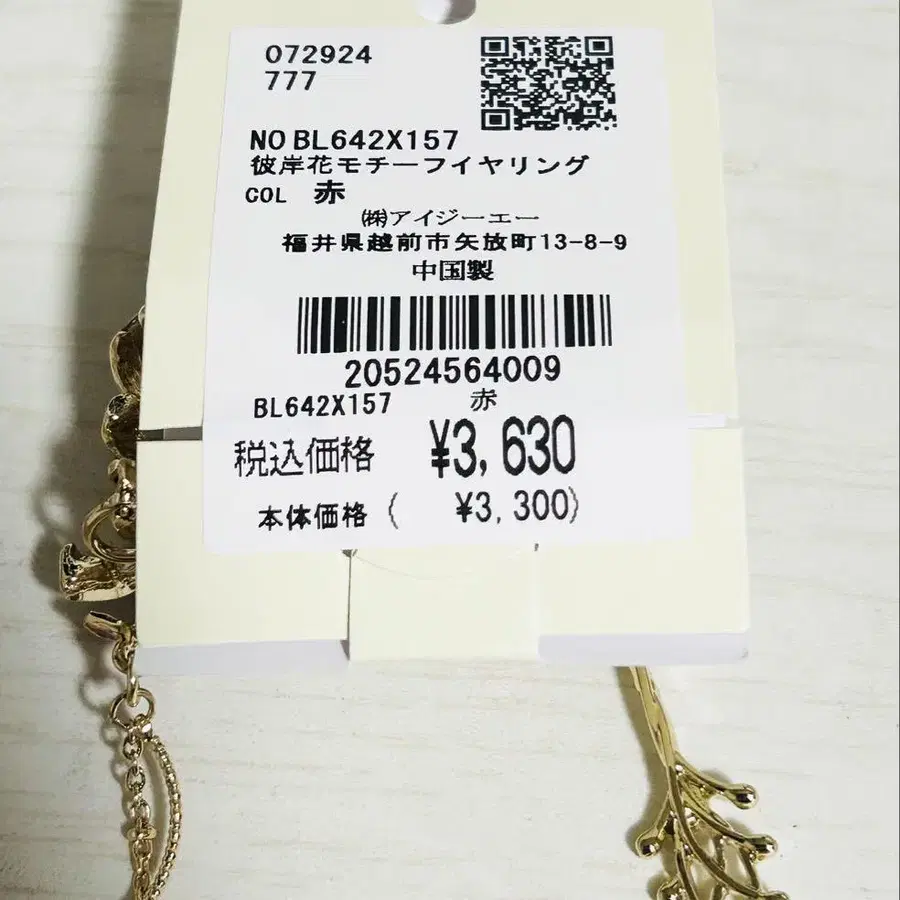 072924
777
NO BL642X157
彼岸花モチーフイヤリング
COL 赤
㈱アイジーエー
福井県越前市矢放町13-8-9
中国製
20524564009
BL642X157 赤
税込価格 ¥3,630
本体価格 ( ¥3,300)